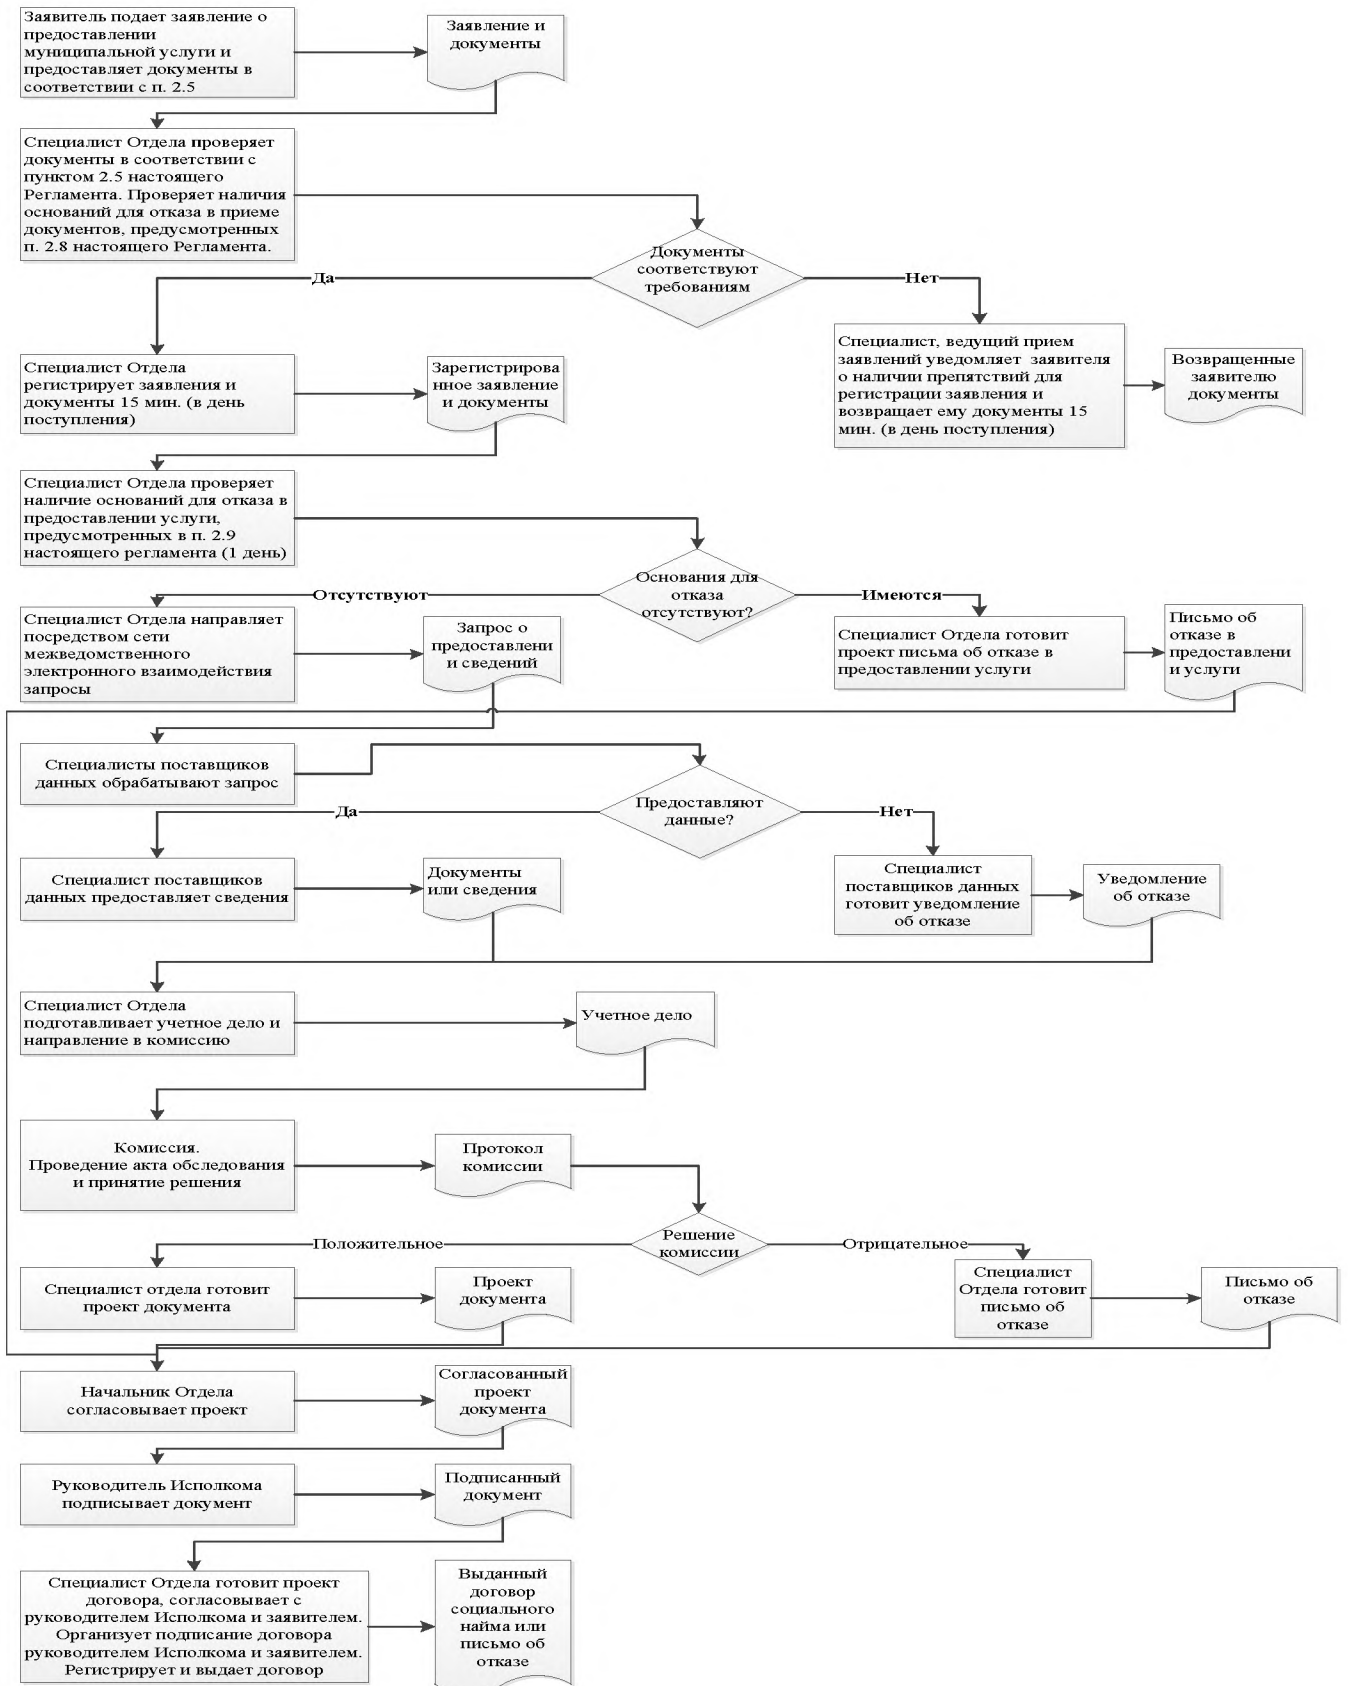 Заявитель подает заявление о
предоставлении
муниципальной услуги и
предоставляет документы в
соответствии с п. 2.5
Заявление и
документы
Специалист Отдела проверяет
документы в соответствии с
пунктом 2.5 настоящего
Регламента. Проверяет наличия
оснований для отказа в приеме
документов, предусмотренных
п. 2.8 настоящего Регламента.
Документы
соответствуют
требованиям
Да
Нет
Специалист Отдела
регистрирует заявления и
документы 15 мин. (в день
поступления)
Зарегистрирова
нное заявление
и документы
Специалист, ведущий прием
заявлений уведомляет заявителя
о наличии препятствий для
регистрации заявления и
возвращает ему документы 15
мин. (в день поступления)
Возвращенные
заявителю
документы
Специалист Отдела проверяет
наличие оснований для отказа в
предоставлении услуги,
предусмотренных в п. 2.9
настоящего регламента (1 день)
Основания для
отказа
отсутствуют?
Отсутствуют
Имеются
Специалист Отдела направляет
посредством сети
межведомственного
электронного взаимодействия
запросы
Запрос о
предоставлени
и сведений
Специалист Отдела готовит
проект письма об отказе в
предоставлении услуги
Письмо об
отказе в
предоставлени
и услуги
Специалисты поставщиков
данных обрабатывают запрос
Предоставляют
данные?
Да
Нет
Специалист поставщиков
данных предоставляет сведения
Документы
или сведения
Специалист
поставщиков данных
готовит уведомление
об отказе
Уведомление
об отказе
Специалист Отдела
подготавливает учетное дело и
направление в комиссию
Учетное дело
Комиссия.
Проведение акта обследования
и принятие решения
Протокол
комиссии
Решение
комиссии
Положительное
Отрицательное
Специалист отдела готовит
проект документа
Проект
документа
Специалист
Отдела готовит
письмо об
отказе
Письмо об
отказе
Начальник Отдела
согласовывает проект
Согласованный
проект
документа
Руководитель Исполкома
подписывает документ
Подписанный
документ
Специалист Отдела готовит проект
договора, согласовывает с
руководителем Исполкома и заявителем.
Организует подписание договора
руководителем Исполкома и заявителем.
Регистрирует и выдает договор
Выданный
договор
социального
найма или
письмо об
отказе